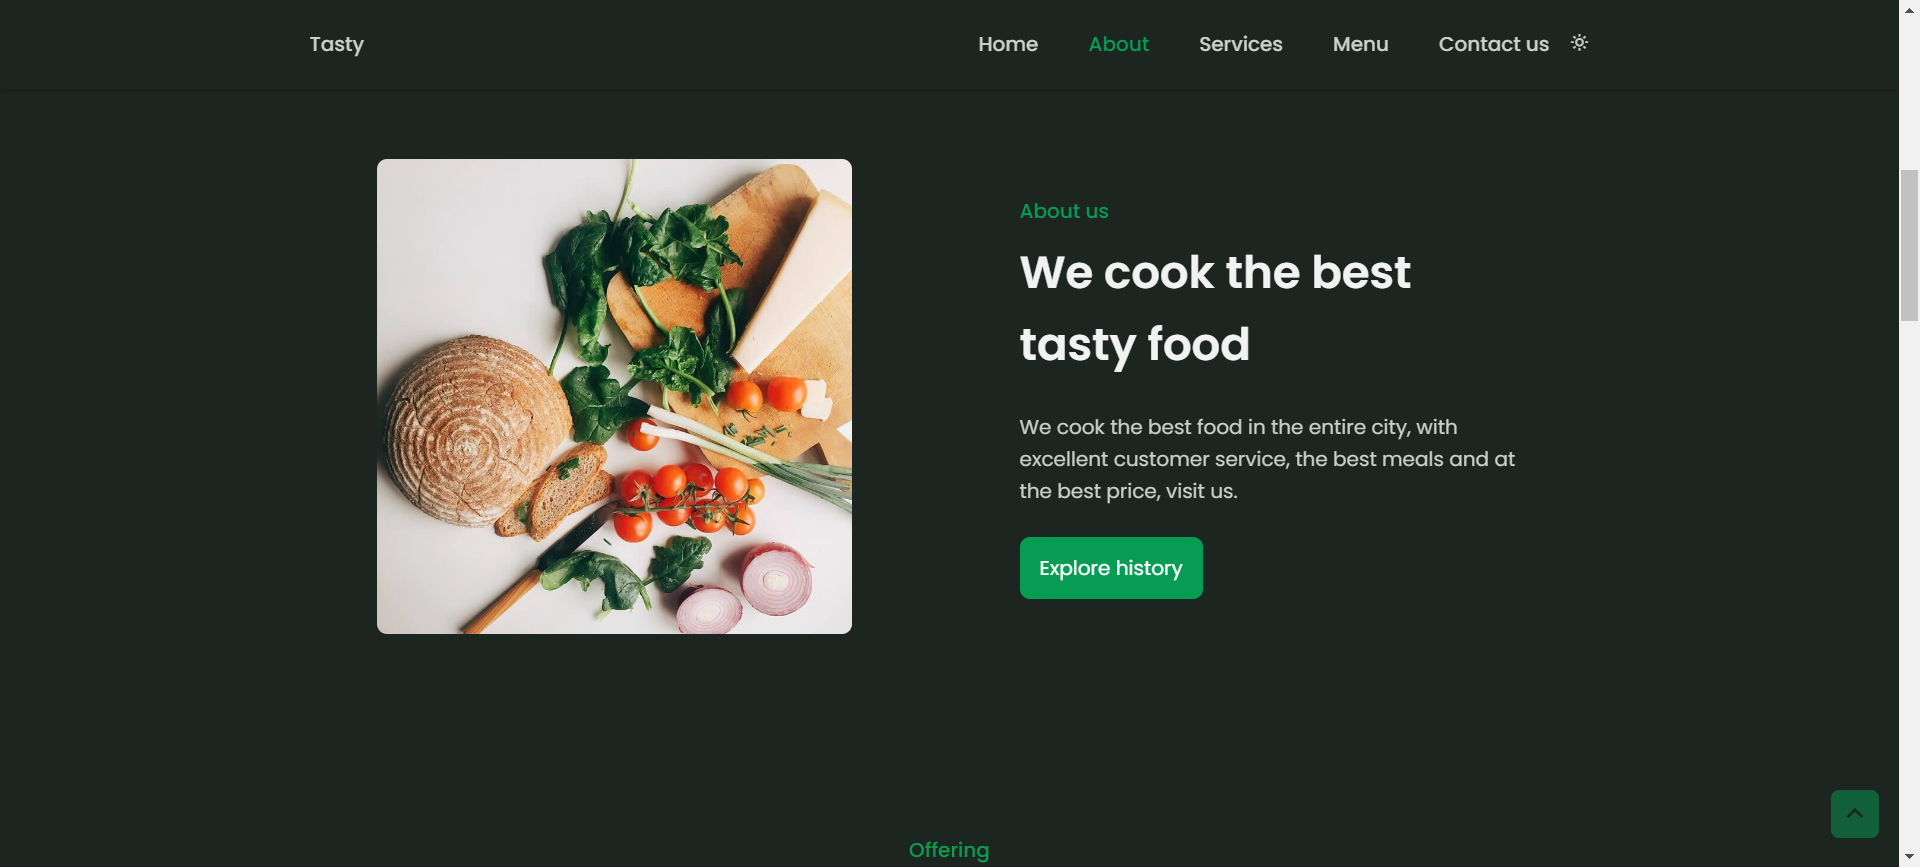 Tasty
Home
About
Services
Menu
Contact us
About us
We cook the best
tasty food
We cook the best food in the entire city, with
excellent customer service, the best meals and at
the best price, visit us.
Explore history
Offering